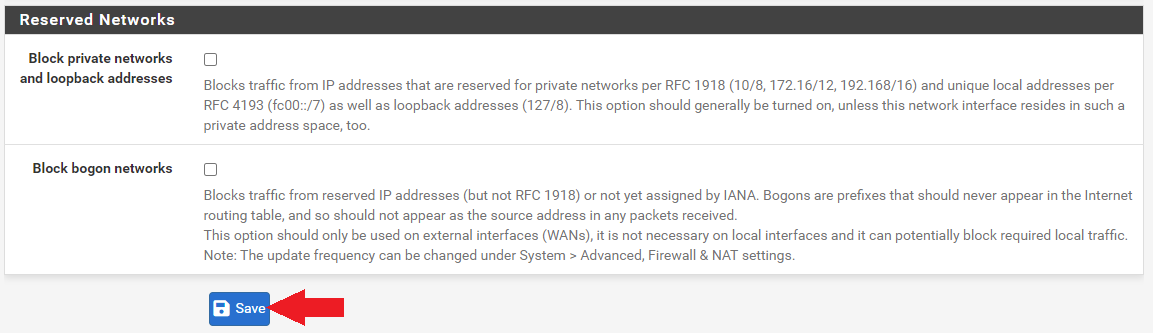 Reserved Networks
Block private networks
and loopback addresses
Blocks traffic from IP addresses that are reserved for private networks per RFC 1918 (10/8, 172.16/12, 192.168/16) and unique local addresses per
RFC 4193 (fc00::/7) as well as loopback addresses (127/8). This option should generally be turned on, unless this network interface resides in such a
private address space, too.
Block bogon networks
Blocks traffic from reserved IP addresses (but not RFC 1918) or not yet assigned by IANA. Bogons are prefixes that should never appear in the Internet
routing table, and so should not appear as the source address in any packets received.
This option should only be used on external interfaces (WANs), it is not necessary on local interfaces and it can potentially block required local traffic.
Note: The update frequency can be changed under System > Advanced, Firewall & NAT settings.
Save